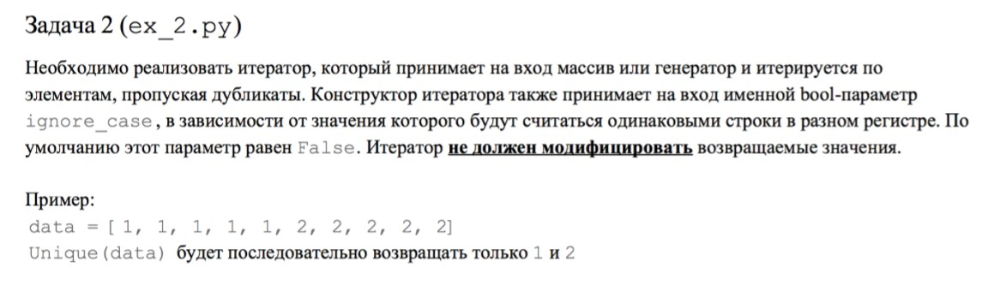 Задача 2 (ex_2.py)
Необходимо реализовать итератор, который принимает на вход массив или генератор и итерируется по
элементам, пропуская дубликаты. Конструктор итератора также принимает на вход именной bool-параметр
ignore_case, в зависимости от значения которого будут считаться одинаковыми строки в разном регистре. По
умолчанию этот параметр равен False. Итератор не должен модифицировать возвращаемые значения.
Пример:
data = [ 1, 1, 1, 1, 1, 2, 2, 2, 2, 2]
Unique(data) будет последовательно возвращать только 1 и 2